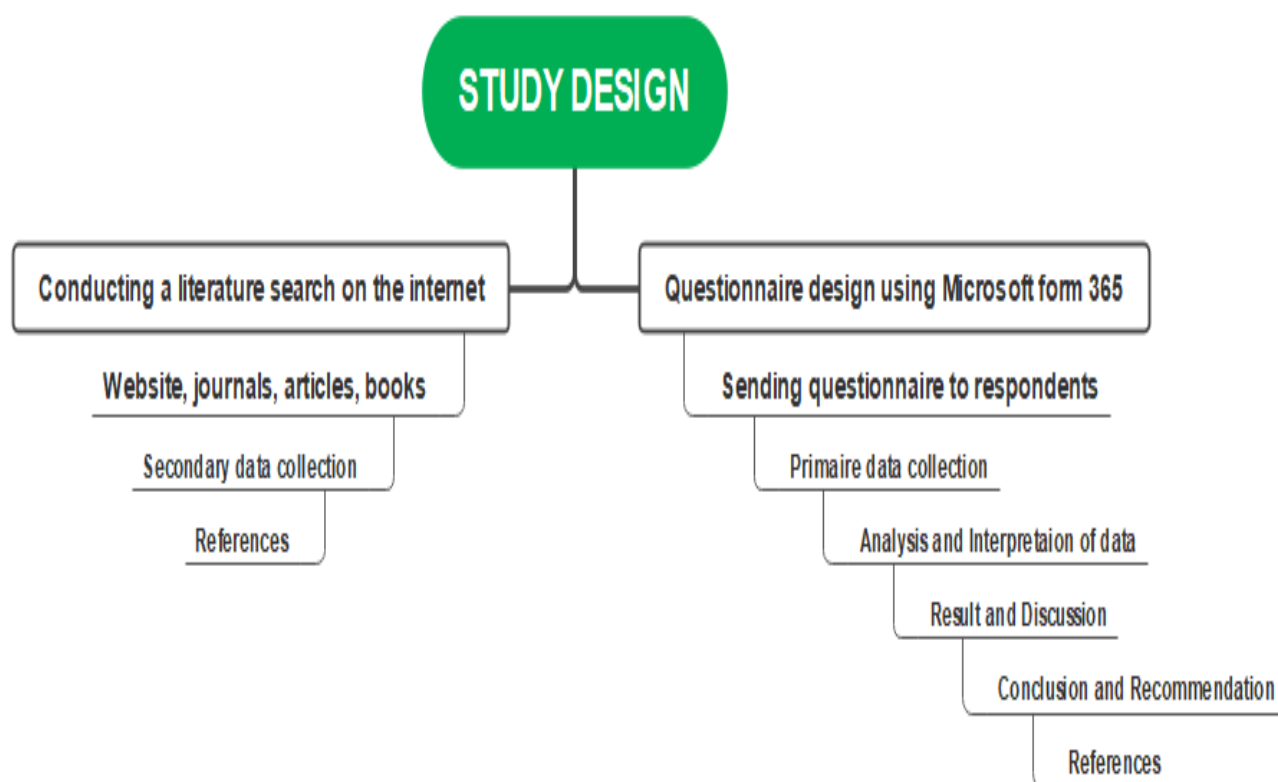 STUDY DESIGN
Conducting a literature search on the internet
Website, journals, articles, books
Secondary data collection
References
Questionnaire design using Microsoft form 365
Sending questionnaire to respondents
Primaire data collection
Analysis and Interpretaion of data
Result and Discussion
Conclusion and Recommendation
References